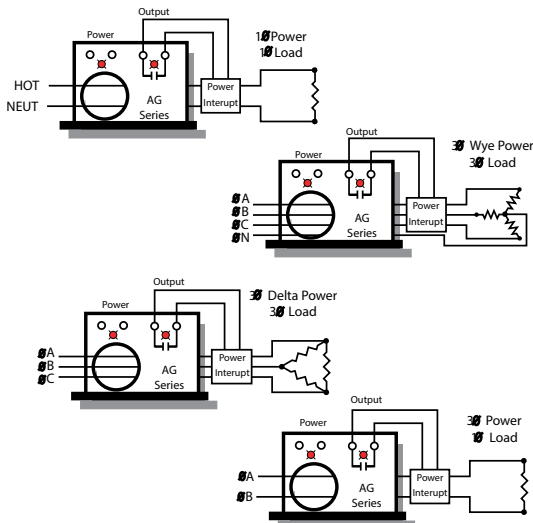 Output
Power
1Ø Power
1Ø Load
HOT
NEUT
AG
Series
Power
Interupt
Output
Power
3Ø Wye Power
3Ø Load
ØA
ØB
ØC
ØN
AG
Series
Power
Interupt
Output
Power
3Ø Delta Power
3Ø Load
ØA
ØB
ØC
AG
Series
Power
Interupt
Output
Power
3Ø Power
1Ø Load
ØA
ØB
AG
Series
Power
Interupt